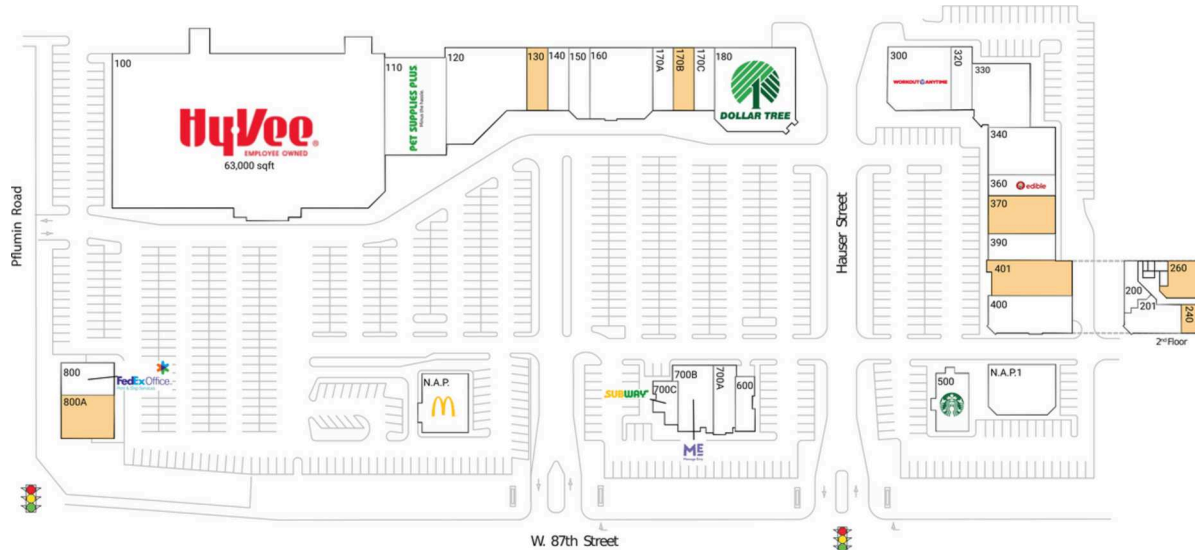 100
HyVee
EMPLOYEE OWNED
63,000 sqft
110
PET SUPPLIES PLUS
Minus the hassle.
120
130
140
150
160
170A
170B
170C
180
DOLLAR TREE
300
WORKOUT ANYTIME
320
330
340
360
edible
370
390
401
400
200
201
260
240
2nd Floor
Pflumin Road
Hauser Street
800
FedEx Office
800A
N.A.P.
SUBWAY
700C
700B
700A
600
ME
500
N.A.P.1
W. 87th Street